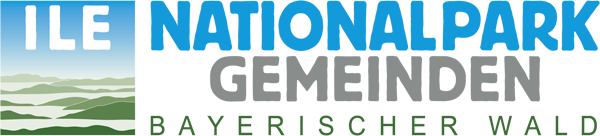 ILE
NATIONALPARK
GEMEINDEN
BAYERISCHER WALD